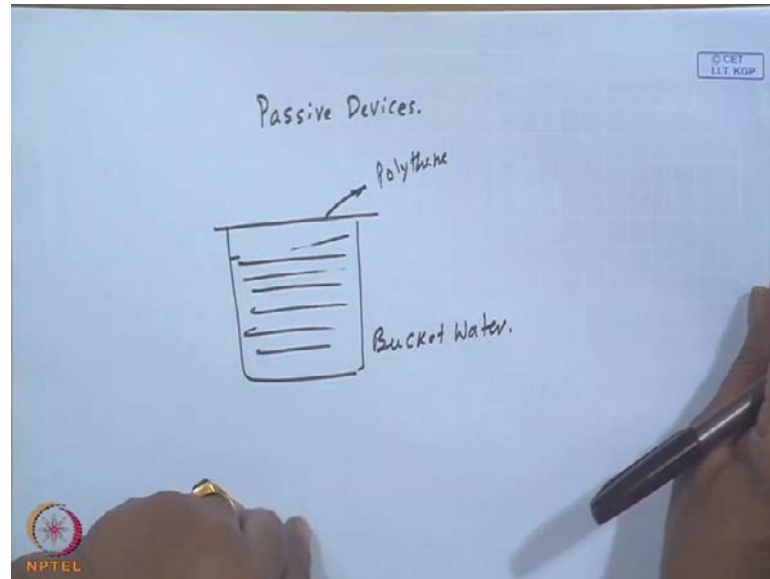 © CET
I.I.T. KGP
Passive Devices.
Polythene
Bucket Water.
NPTEL